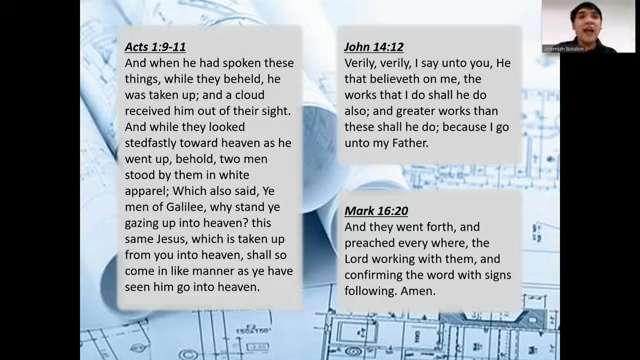 Acts 1:9-11
And when he had spoken these
things, while they beheld, he
was taken up; and a cloud
received him out of their sight.
And while they looked
stedfastly toward heaven as he
went up, behold, two men
stood by them in white
apparel; Which also said, Ye
men of Galilee, why stand ye
gazing up into heaven? this
same Jesus, which is taken up
from you into heaven, shall so
come in like manner as ye have
seen him go into heaven.
John 14:12
Verily, verily, I say unto you, He
that believeth on me, the
works that I do shall he do
also; and greater works than
these shall he do; because I go
unto my Father.
Mark 16:20
And they went forth, and
preached every where, the
Lord working with them, and
confirming the word with signs
following. Amen.